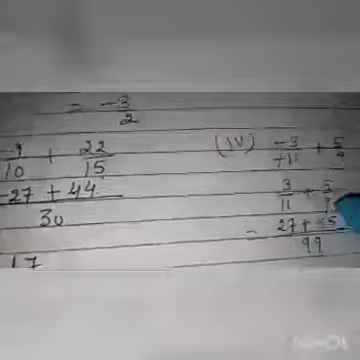 = -3/2
-9/10 + 22/15
-27 + 44/30
17
(IV) -3/+11 + 5/9
3/11 + 5/9
= 27 + 55/99